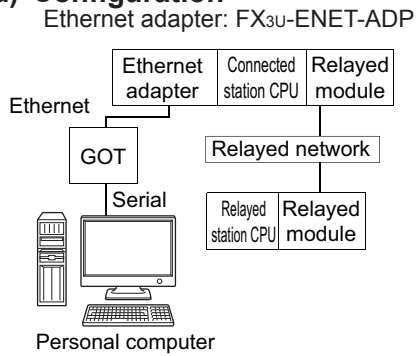 Ethernet adapter: FX3U-ENET-ADP
Ethernet
adapter
Connected
station CPU
Relayed
module
Ethernet
GOT
Relayed network
Serial
Relayed
station CPU
Relayed
module
Personal computer